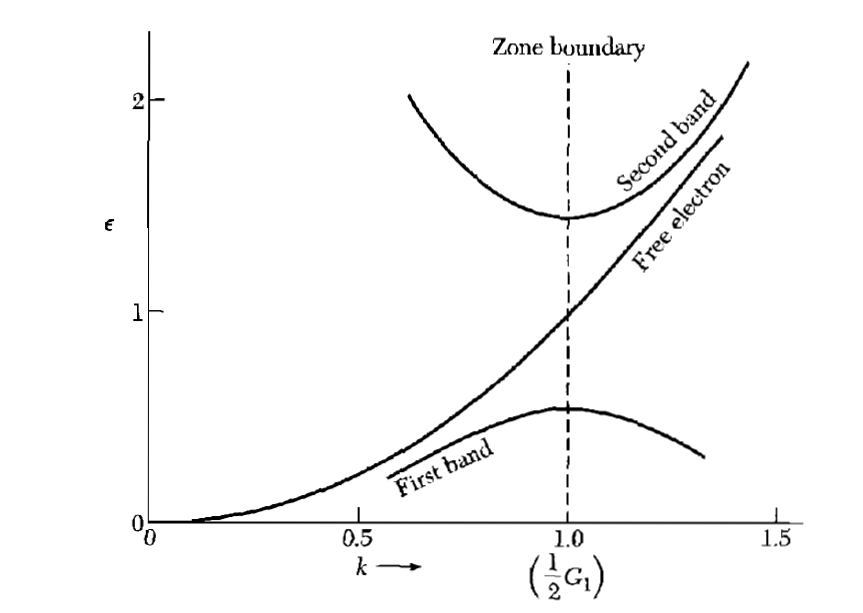 Zone boundary
2
Second band
ϵ
Free electron
1
First band
0
0
0.5
1.0
1.5
k →
(1/2 G₁)